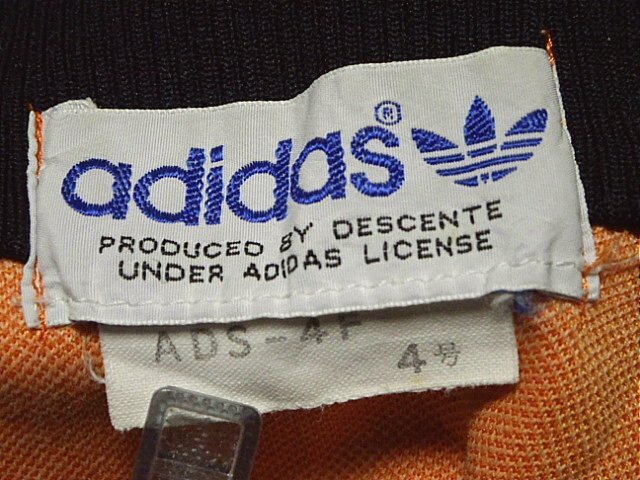 adidas®
PRODUCED BY DESCENTE
UNDER ADIDAS LICENSE
ADS-4F
4号